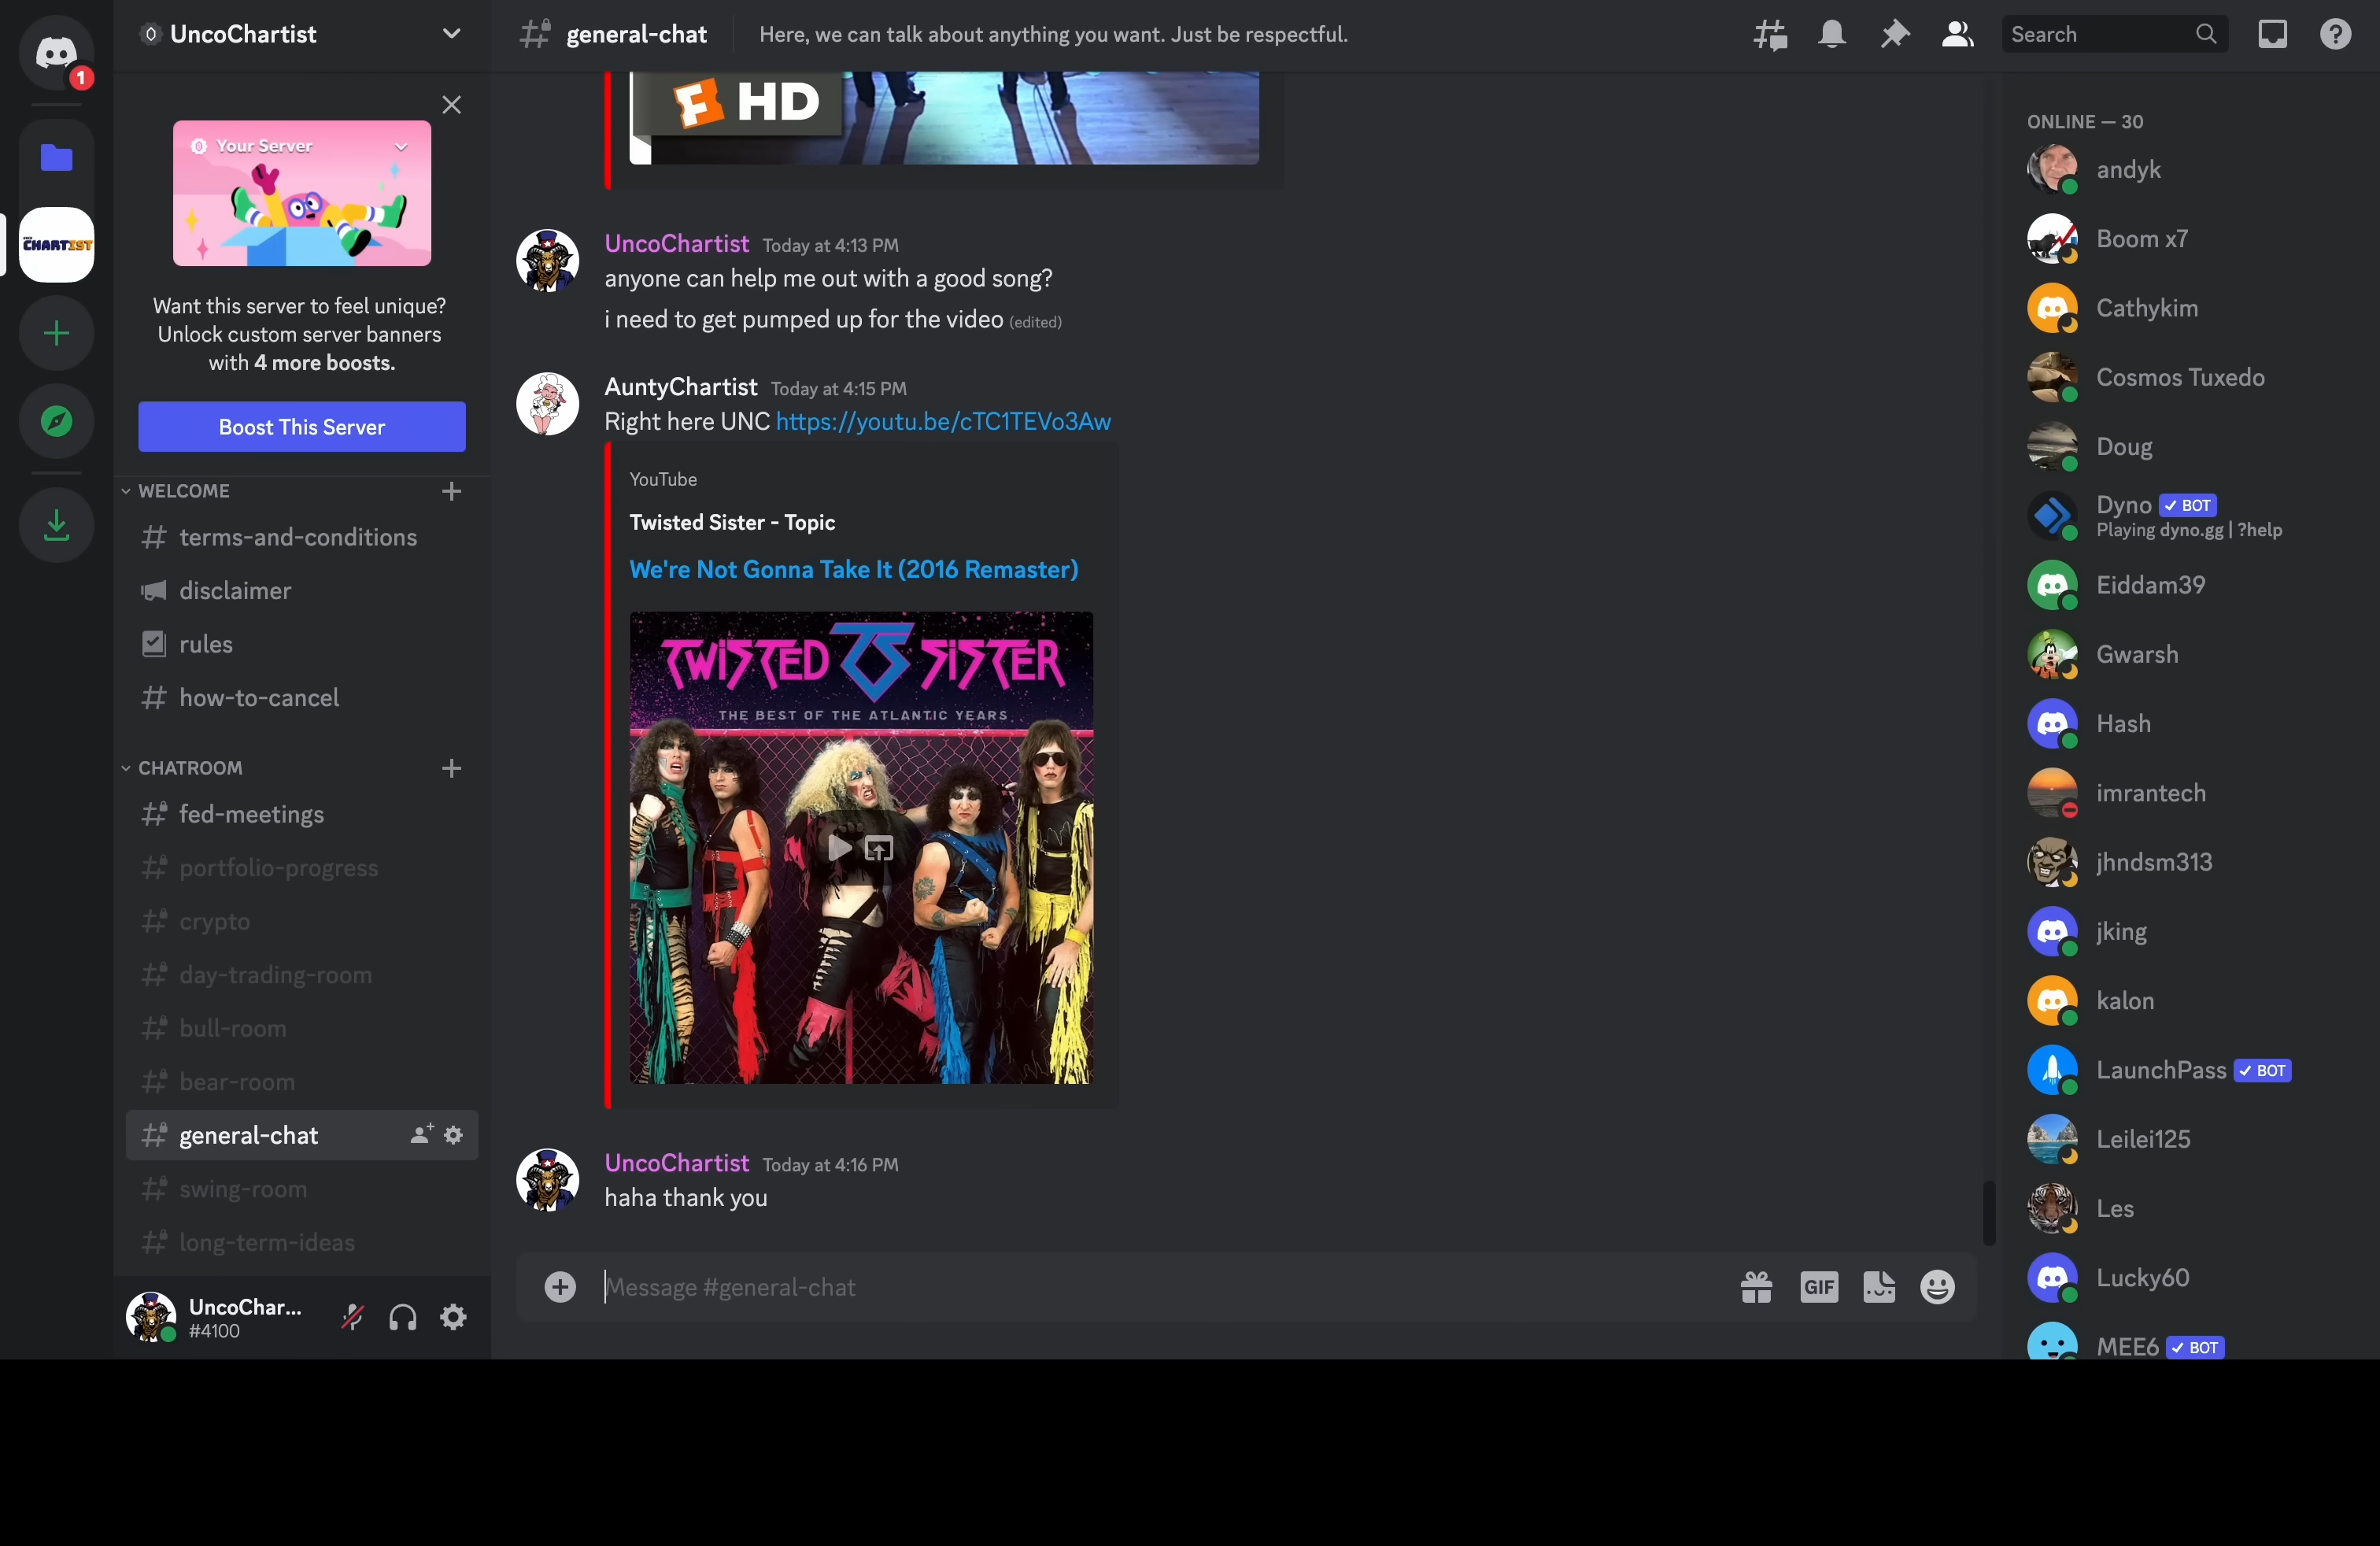 1
CHARTIST
UncoChartist
Your Server
Want this server to feel unique?
Unlock custom server banners
with 4 more boosts.
Boost This Server
WELCOME
terms-and-conditions
disclaimer
rules
how-to-cancel
CHATROOM
fed-meetings
portfolio-progress
crypto
day-trading-room
bull-room
bear-room
general-chat
swing-room
long-term-ideas
UncoChar...
#4100
general-chat
Here, we can talk about anything you want. Just be respectful.
Search
HD
UncoChartist Today at 4:13 PM
anyone can help me out with a good song?
i need to get pumped up for the video (edited)
AuntyChartist Today at 4:15 PM
Right here UNC https://youtu.be/cTC1TEVo3Aw
YouTube
Twisted Sister - Topic
We're Not Gonna Take It (2016 Remaster)
TWISTED TS SISTER
THE BEST OF THE ATLANTIC YEARS
UncoChartist Today at 4:16 PM
haha thank you
Message #general-chat
GIF
ONLINE — 30
andyk
Boom x7
Cathykim
Cosmos Tuxedo
Doug
Dyno ✓ BOT
Playing dyno.gg | ?help
Eiddam39
Gwarsh
Hash
imrantech
jhndsm313
jking
kalon
LaunchPass ✓ BOT
Leilei125
Les
Lucky60
MEE6 ✓ BOT